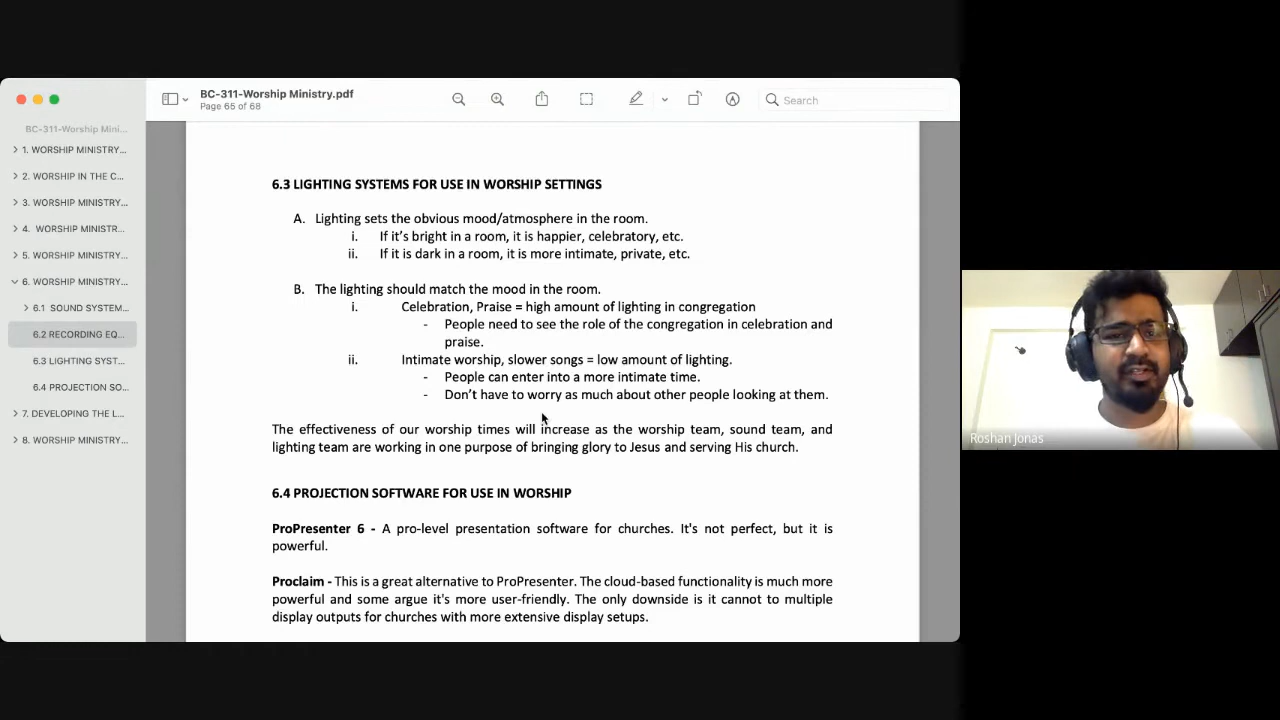 BC-311-Worship Ministry.pdf
Page 65 of 68
Search
BC-311-Worship Mini...
1. WORSHIP MINISTRY...
2. WORSHIP IN THE C...
3. WORSHIP MINISTRY...
4. WORSHIP MINISTR...
5. WORSHIP MINISTRY...
6. WORSHIP MINISTRY...
6.1 SOUND SYSTEM...
6.2 RECORDING EQ...
6.3 LIGHTING SYST...
6.4 PROJECTION SO...
7. DEVELOPING THE L...
8. WORSHIP MINISTRY...
6.3 LIGHTING SYSTEMS FOR USE IN WORSHIP SETTINGS
A. Lighting sets the obvious mood/atmosphere in the room.
i. If it's bright in a room, it is happier, celebratory, etc.
ii. If it is dark in a room, it is more intimate, private, etc.
B. The lighting should match the mood in the room.
i. Celebration, Praise = high amount of lighting in congregation
- People need to see the role of the congregation in celebration and
praise.
ii. Intimate worship, slower songs = low amount of lighting.
- People can enter into a more intimate time.
- Don't have to worry as much about other people looking at them.
The effectiveness of our worship times will increase as the worship team, sound team, and
lighting team are working in one purpose of bringing glory to Jesus and serving His church.
6.4 PROJECTION SOFTWARE FOR USE IN WORSHIP
ProPresenter 6 - A pro-level presentation software for churches. It's not perfect, but it is
powerful.
Proclaim - This is a great alternative to ProPresenter. The cloud-based functionality is much more
powerful and some argue it's more user-friendly. The only downside is it cannot to multiple
display outputs for churches with more extensive display setups.
Roshan Jonas